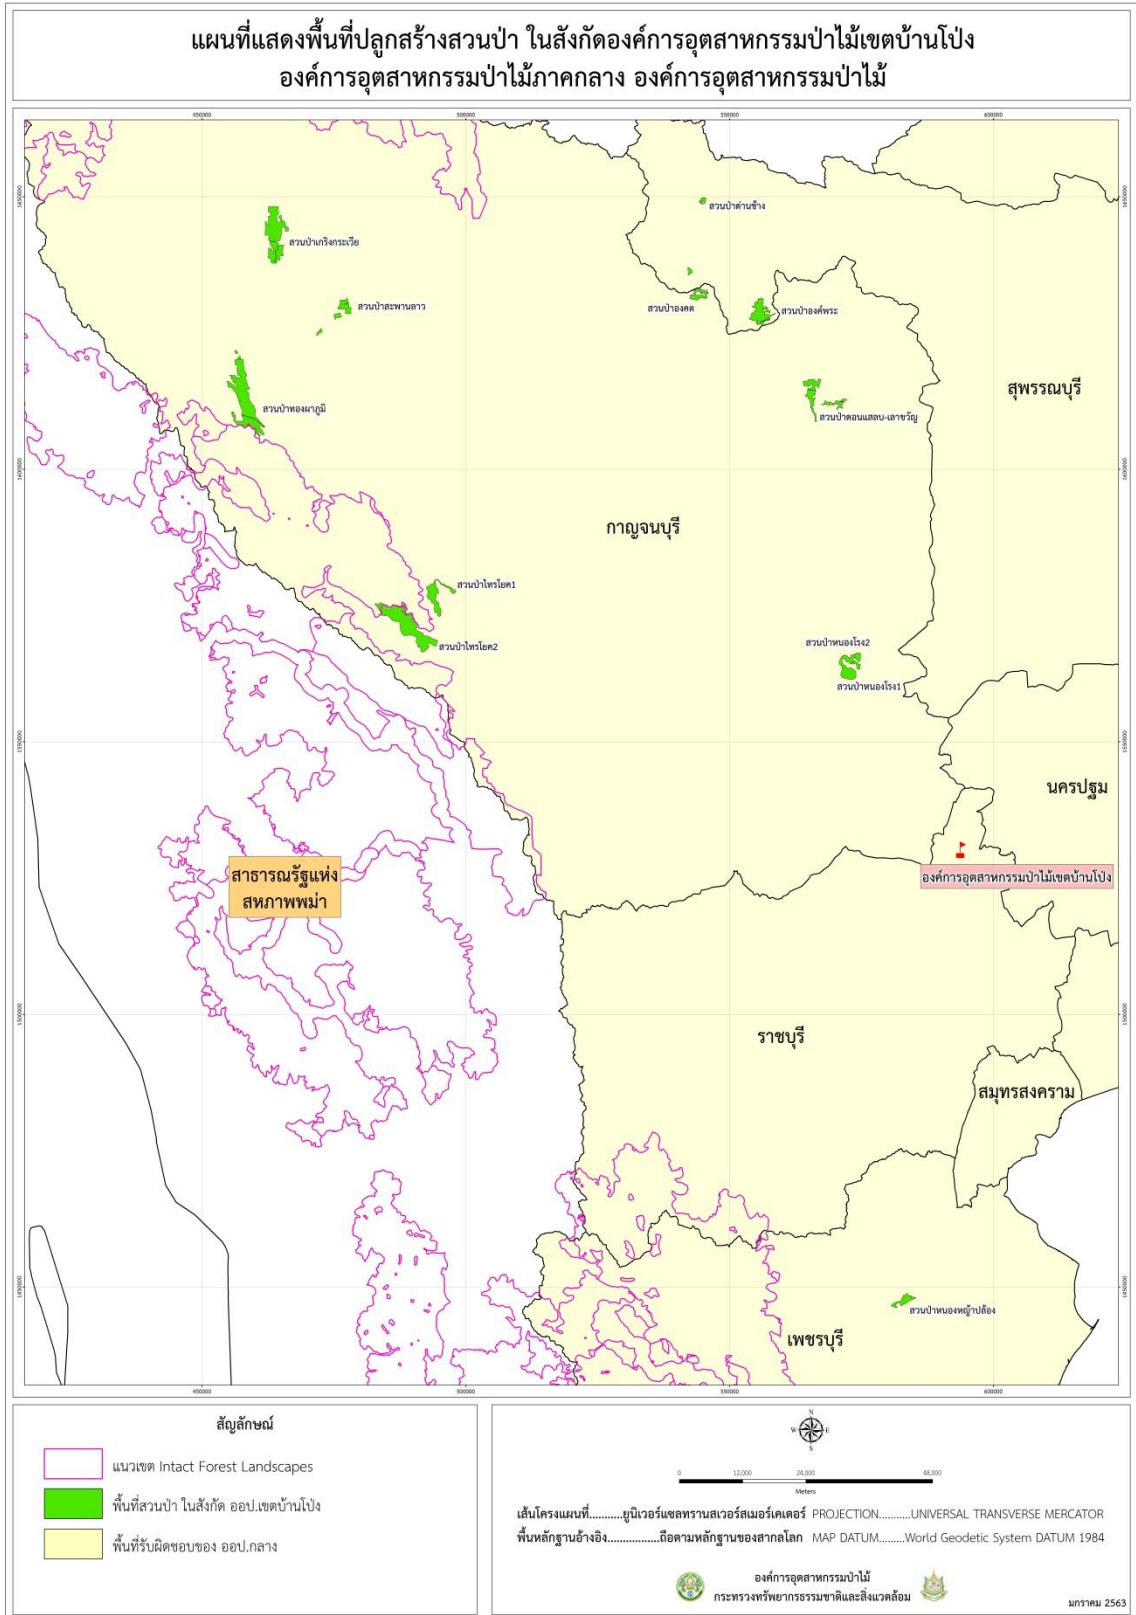 แผนที่แสดงพื้นที่ปลูกสร้างสวนป่า ในสังกัดองค์การอุตสาหกรรมป่าไม้เขตบ้านโป่ง
องค์การอุตสาหกรรมป่าไม้ภาคกลาง องค์การอุตสาหกรรมป่าไม้
450000 500000 550000 600000
1650000 1650000
สวนป่าด่านช้าง
สวนป่าเกริงกระเวีย
สวนป่าสะพานลาว
สวนป่าองคต
สวนป่าองค์พระ
สุพรรณบุรี
สวนป่าทองผาภูมิ
สวนป่าดอนแสลบ-เลาขวัญ
1600000 1600000
กาญจนบุรี
สวนป่าไทรโยค1
สวนป่าไทรโยค2
สวนป่าหนองโรง2
สวนป่าหนองโรง1
1550000 1550000
นครปฐม
สาธารณรัฐแห่ง
สหภาพพม่า
องค์การอุตสาหกรรมป่าไม้เขตบ้านโป่ง
1500000 1500000
ราชบุรี
สมุทรสงคราม
1450000 1450000
สวนป่าหนองหญ้าปล้อง
เพชรบุรี
450000 500000 550000 600000
สัญลักษณ์
แนวเขต Intact Forest Landscapes
พื้นที่สวนป่า ในสังกัด ออป.เขตบ้านโป่ง
พื้นที่รับผิดชอบของ ออป.กลาง
N
W E
S
0 12,000 24,000 48,000
Meters
เส้นโครงแผนที่..........ยูนิเวอร์แซลทรานสเวอร์สเมอร์เคเตอร์ PROJECTION..........UNIVERSAL TRANSVERSE MERCATOR
พื้นหลักฐานอ้างอิง................ถือตามหลักฐานของสากลโลก MAP DATUM........World Geodetic System DATUM 1984
องค์การอุตสาหกรรมป่าไม้
กระทรวงทรัพยากรธรรมชาติและสิ่งแวดล้อม
มกราคม 2563